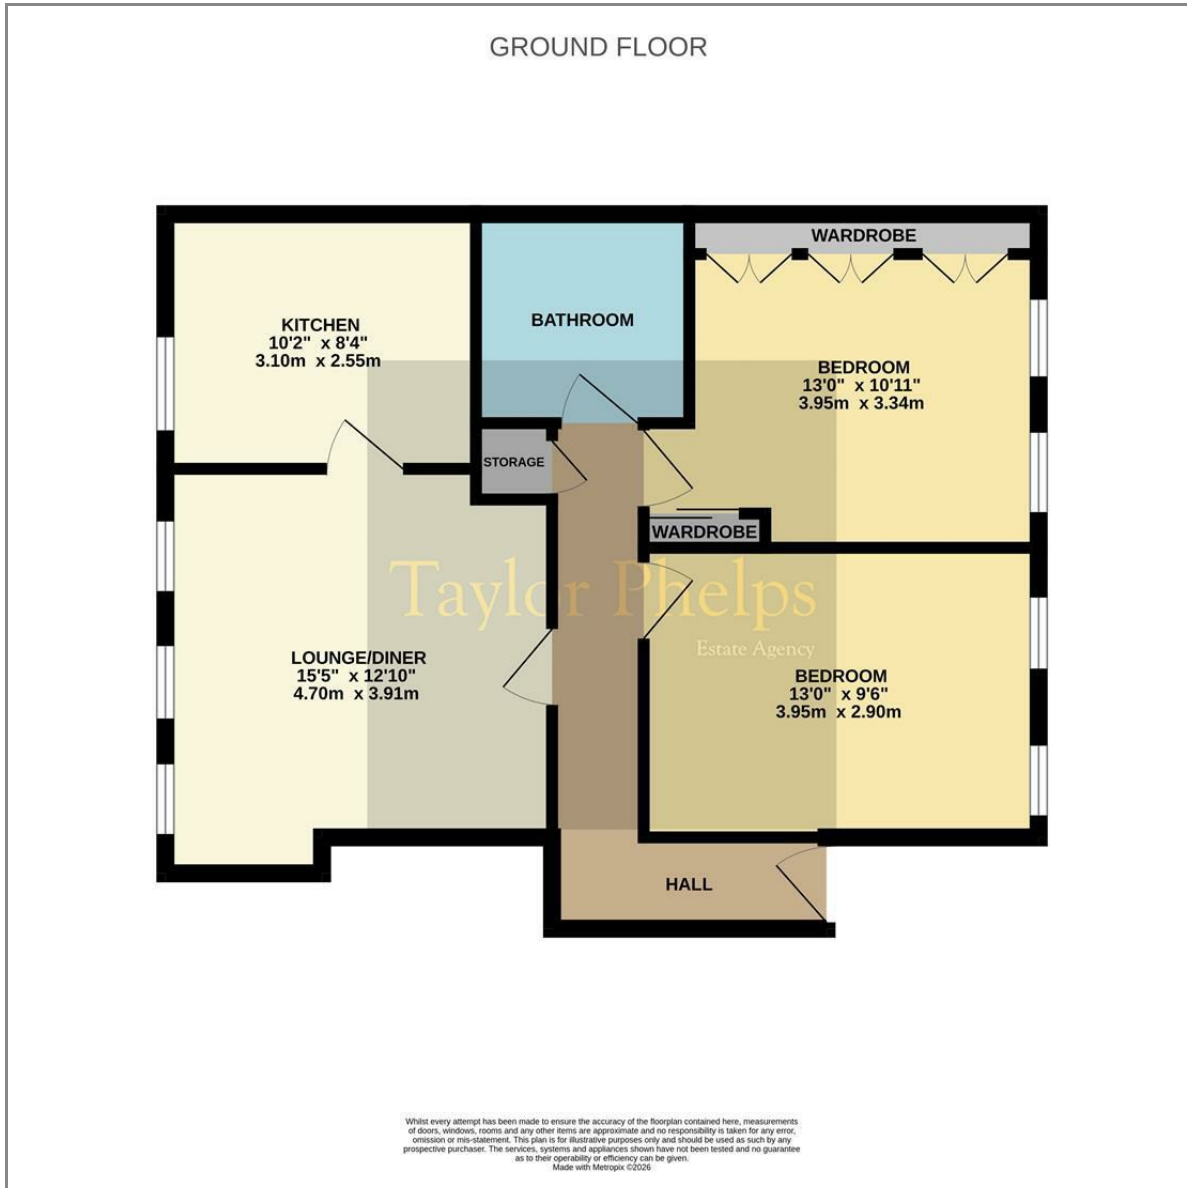 GROUND FLOOR
WARDROBE
KITCHEN
10'2" x 8'4"
3.10m x 2.55m
BATHROOM
BEDROOM
13'0" x 10'11"
3.95m x 3.34m
STORAGE
WARDROBE
Taylor Phelps
Estate Agency
LOUNGE/DINER
15'5" x 12'10"
4.70m x 3.91m
BEDROOM
13'0" x 9'6"
3.95m x 2.90m
HALL
Whilst every attempt has been made to ensure the accuracy of the floorplan contained here, measurements
of doors, windows, rooms and any other items are approximate and no responsibility is taken for any error,
omission or mis-statement. This plan is for illustrative purposes only and should be used as such by any
prospective purchaser. The services, systems and appliances shown have not been tested and no guarantee
as to their operability or efficiency can be given.
Made with Metropix ©2026